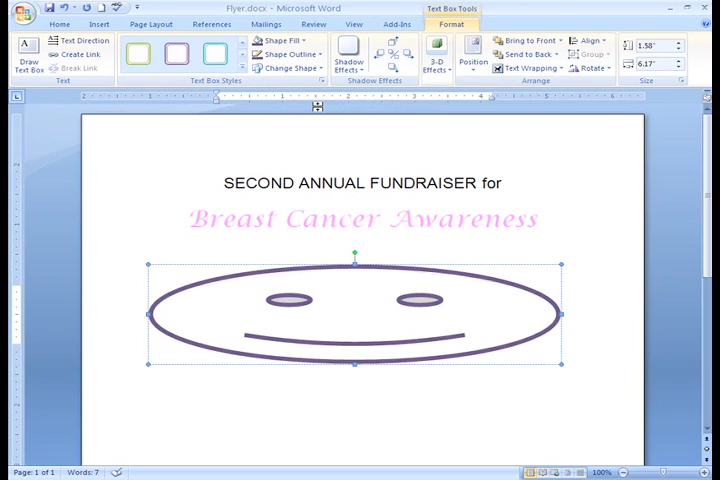 Flyer.docx - Microsoft Word
Text Box Tools
Home Insert Page Layout References Mailings Review View Add-Ins Format
Draw Text Box
Text Direction
Create Link
Break Link
Text
Shape Fill
Shape Outline
Change Shape
Text Box Styles
Shadow Effects
Shadow Effects
3-D Effects
Position
Bring to Front
Send to Back
Text Wrapping
Align
Group
Rotate
Arrange
1.58"
6.17"
Size
SECOND ANNUAL FUNDRAISER for
Breast Cancer Awareness
Page: 1 of 1 Words: 7 100%